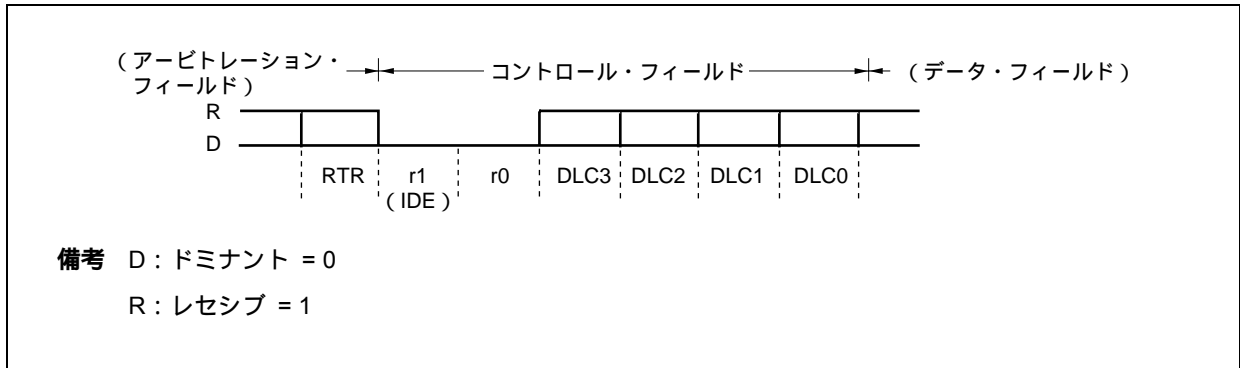 （アービトレーション・
フィールド）
コントロール・フィールド
（データ・フィールド）
R
D
RTR
r1
（IDE）
r0
DLC3
DLC2
DLC1
DLC0
備考 D：ドミナント = 0
R：レセシブ = 1